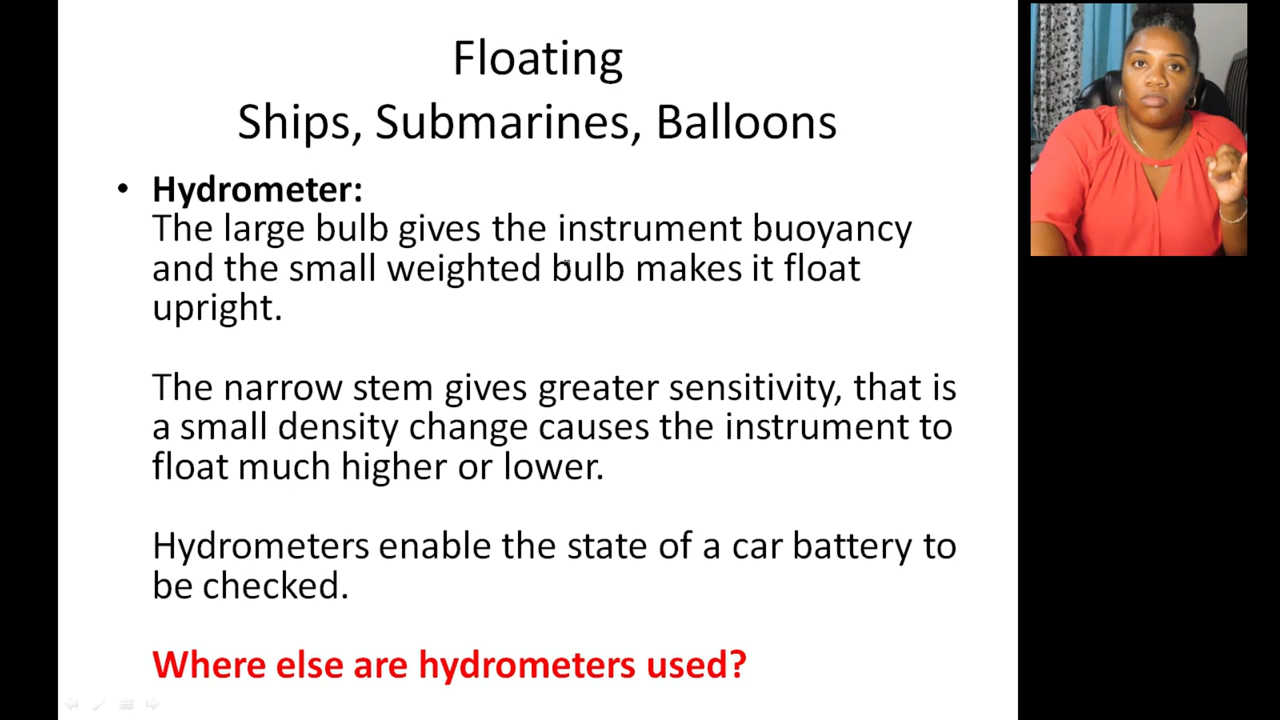 Floating
Ships, Submarines, Balloons
• Hydrometer:
The large bulb gives the instrument buoyancy
and the small weighted bulb makes it float
upright.
The narrow stem gives greater sensitivity, that is
a small density change causes the instrument to
float much higher or lower.
Hydrometers enable the state of a car battery to
be checked.
Where else are hydrometers used?